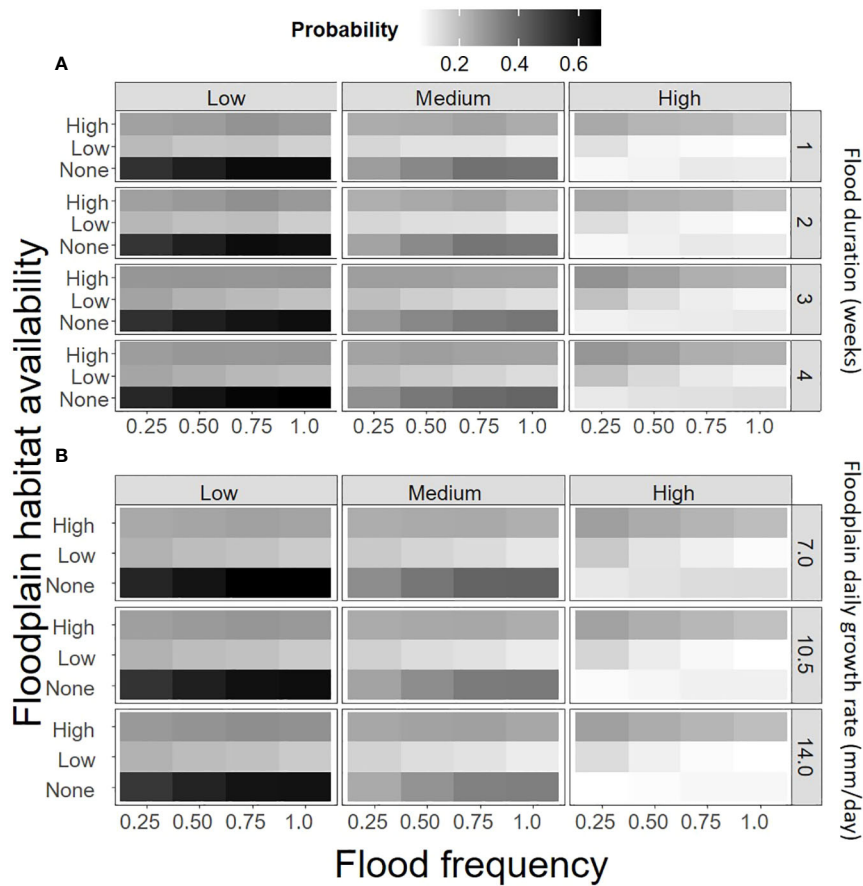 Probability
0.2 0.4 0.6
A
Low Medium High
High
Low
None
1
High
Low
None
2
High
Low
None
3
High
Low
None
4
0.25 0.50 0.75 1.0 0.25 0.50 0.75 1.0 0.25 0.50 0.75 1.0
Flood duration (weeks)
Floodplain habitat availability
B
Low Medium High
High
Low
None
7.0
High
Low
None
10.5
High
Low
None
14.0
0.25 0.50 0.75 1.0 0.25 0.50 0.75 1.0 0.25 0.50 0.75 1.0
Floodplain daily growth rate (mm/day)
Flood frequency